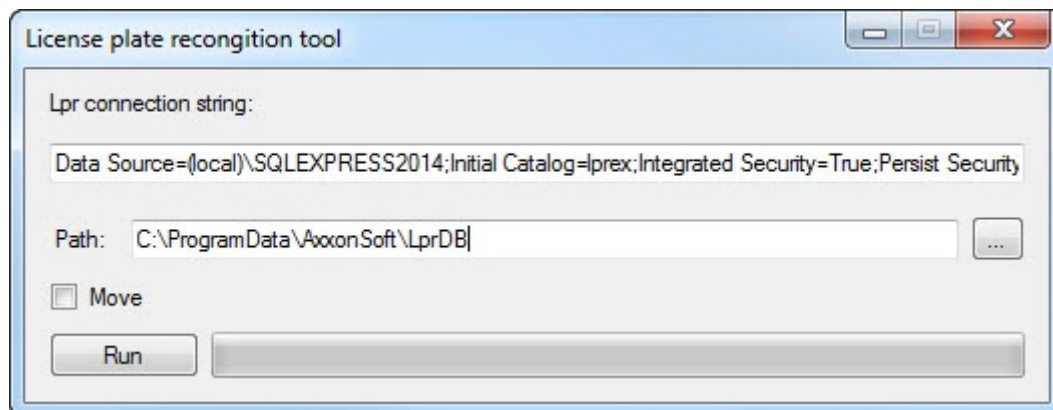 License plate recongition tool
Lpr connection string:
Data Source=(local)\SQLEXPRESS2014;Initial Catalog=lprex;Integrated Security=True;Persist Security
Path: C:\ProgramData\AxxonSoft\LprDB ...
Move
Run